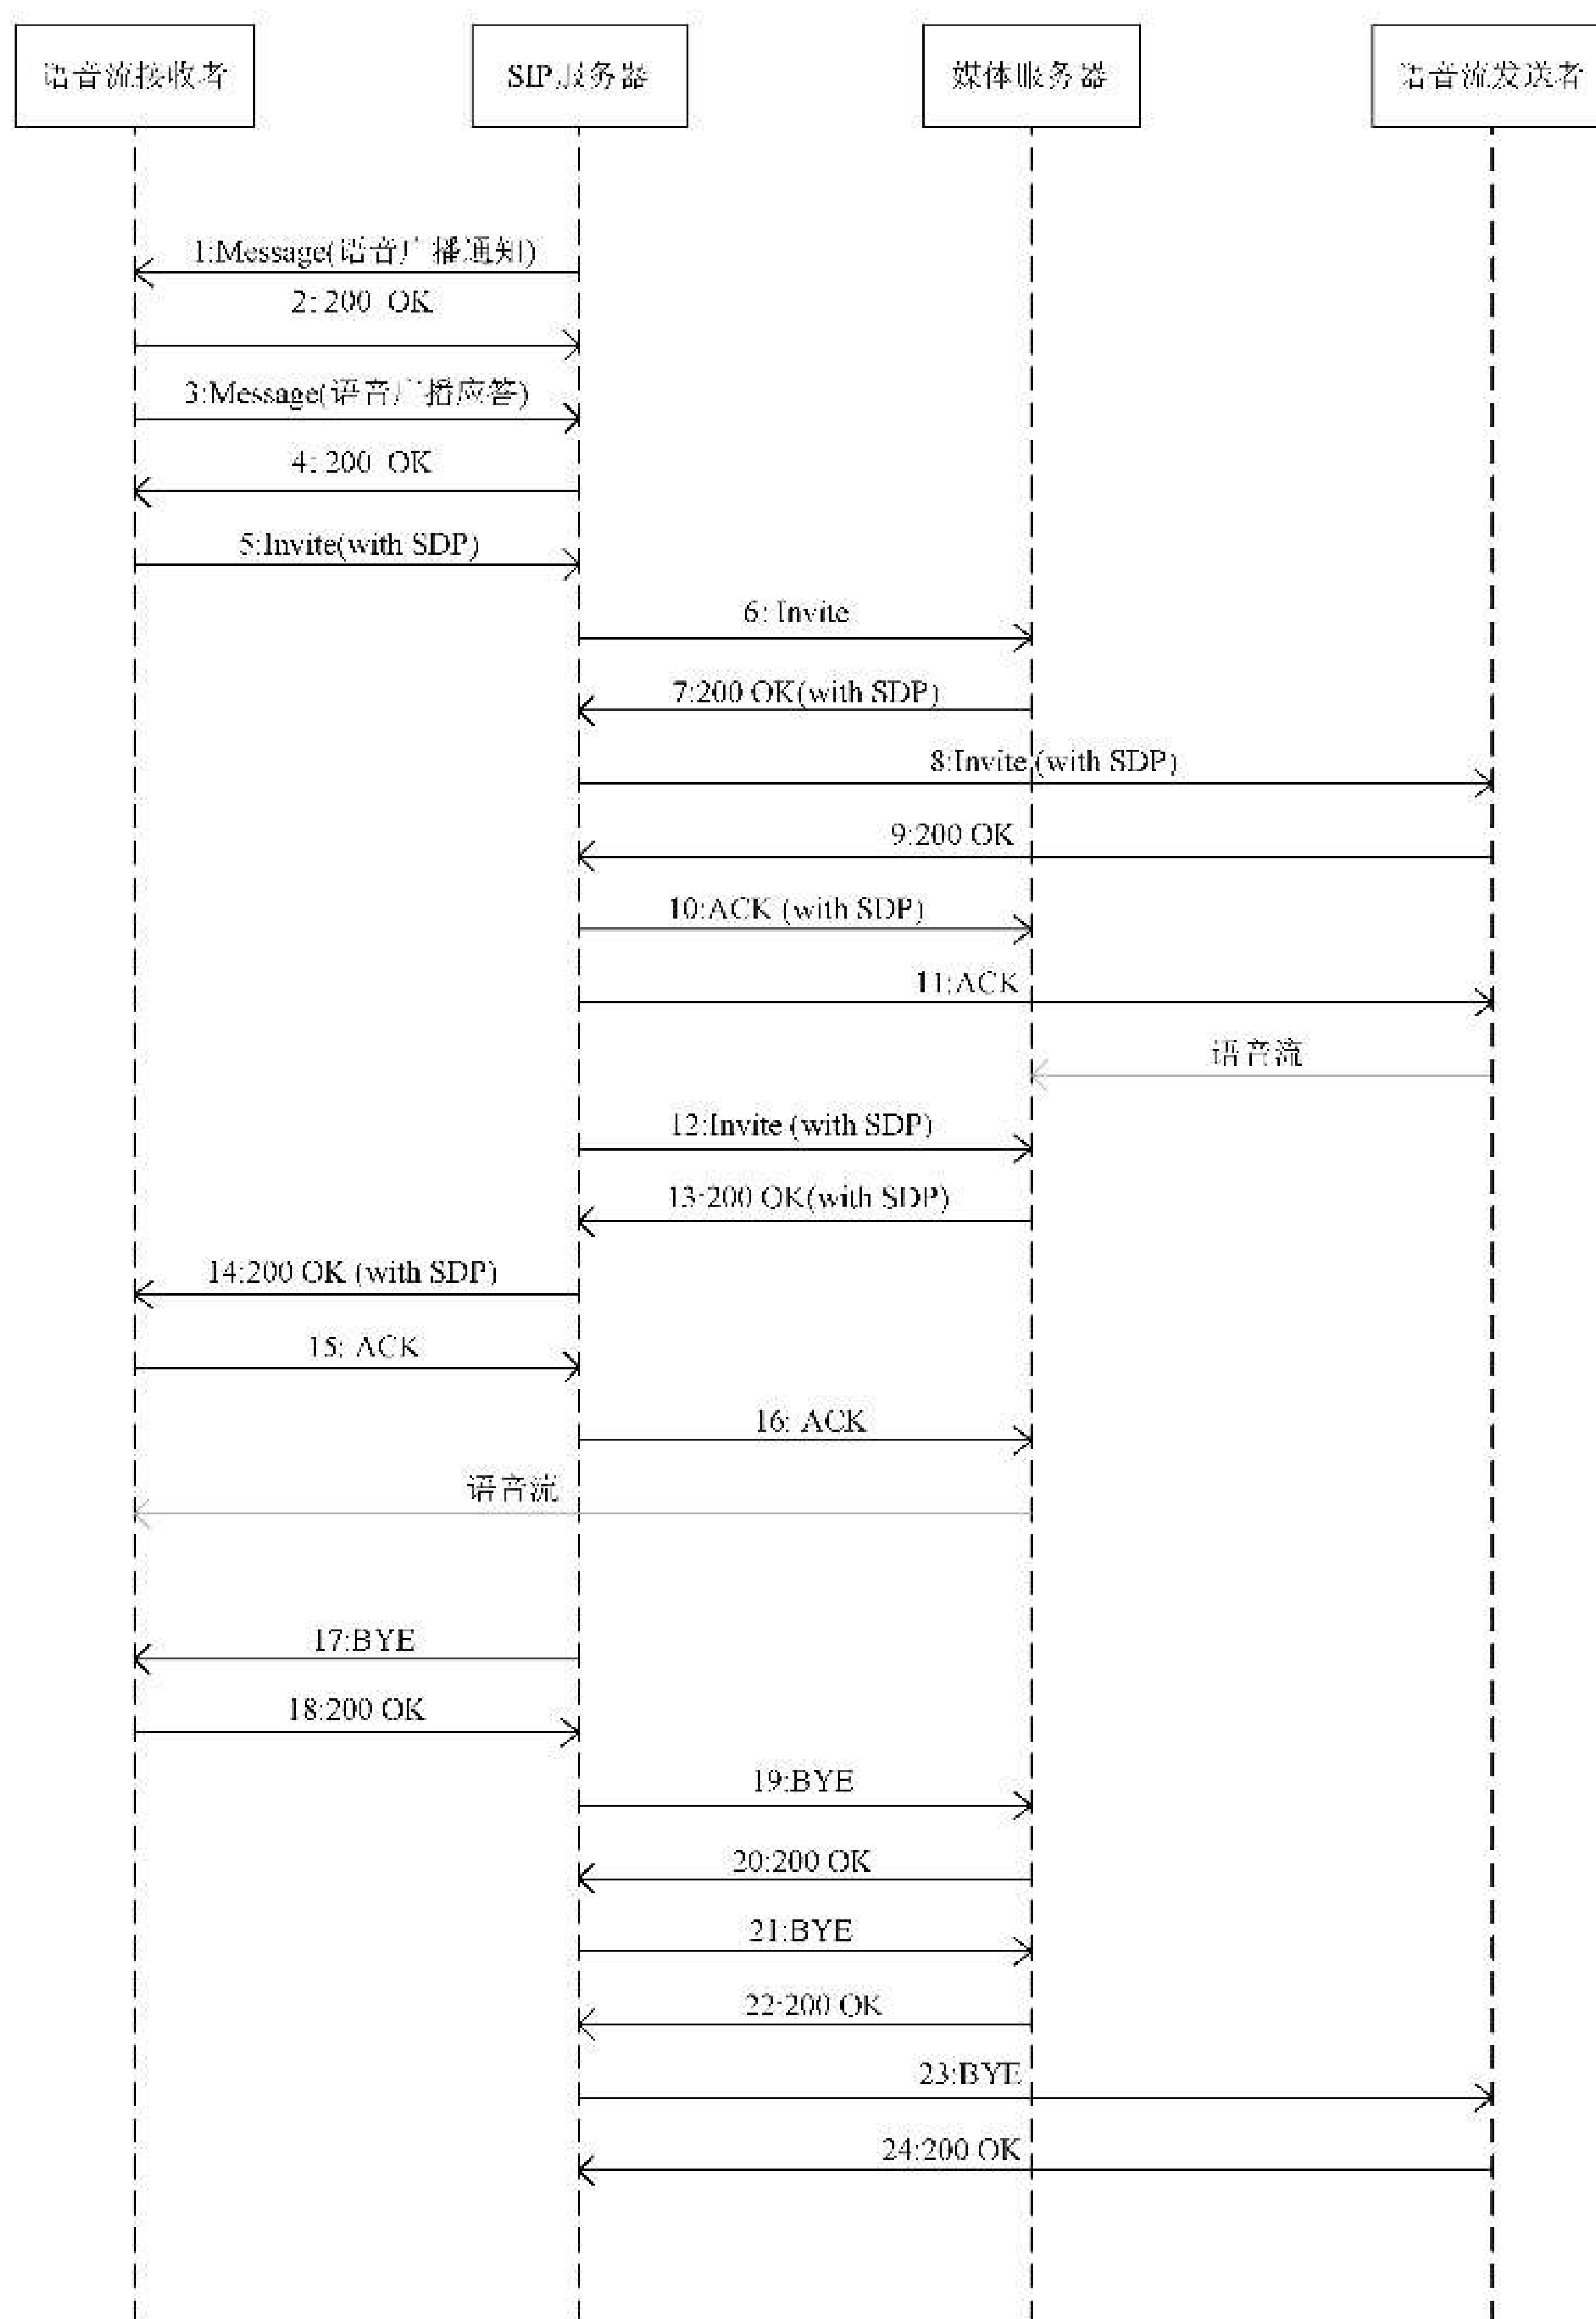 语音流接收者
SIP服务器
媒体服务器
语音流发送者
1:Message(语音广播通知)
2: 200 OK
3:Message(语音广播应答)
4: 200 OK
5:Invite(with SDP)
6: Invite
7:200 OK(with SDP)
8:Invite (with SDP)
9:200 OK
10:ACK (with SDP)
11:ACK
语音流
12:Invite (with SDP)
13:200 OK(with SDP)
14:200 OK (with SDP)
15: ACK
16: ACK
语音流
17:BYE
18:200 OK
19:BYE
20:200 OK
21:BYE
22:200 OK
23:BYE
24:200 OK